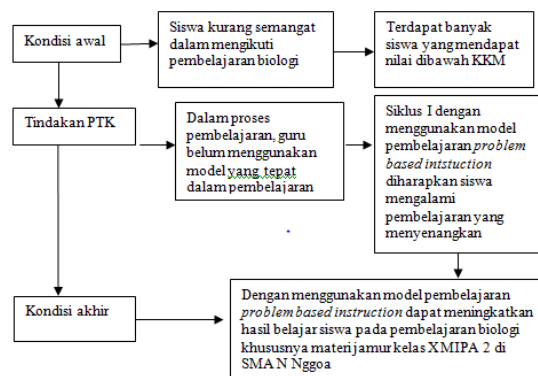 Kondisi awal
Siswa kurang semangat
dalam mengikuti
pembelajaran biologi
Terdapat banyak
siswa yang mendapat
nilai dibawah KKM
Tindakan PTK
Dalam proses
pembelajaran, guru
belum menggunakan
model yang tepat
dalam pembelajaran
Siklus I dengan
menggunakan model
pembelajaran problem
based intstuction
diharapkan siswa
mengalami
pembelajaran yang
menyenangkan
Kondisi akhir
Dengan menggunakan model pembelajaran
problem based instruction dapat meningkatkan
hasil belajar siswa pada pembelajaran biologi
khususnya materi jamur kelas X MIPA 2 di
SMA N Nggoa